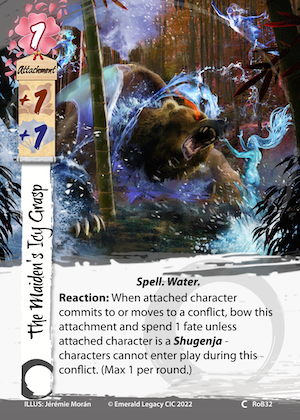 1
Attachment
+1
+1
The Maiden's Icy Grasp
Spell. Water.
Reaction: When attached character
commits to or moves to a conflict, bow this
attachment and spend 1 fate unless
attached character is a Shugenja -
characters cannot enter play during this
conflict. (Max 1 per round.)
ILLUS: Jérémie Morán © Emerald Legacy CIC 2022 C RoB32